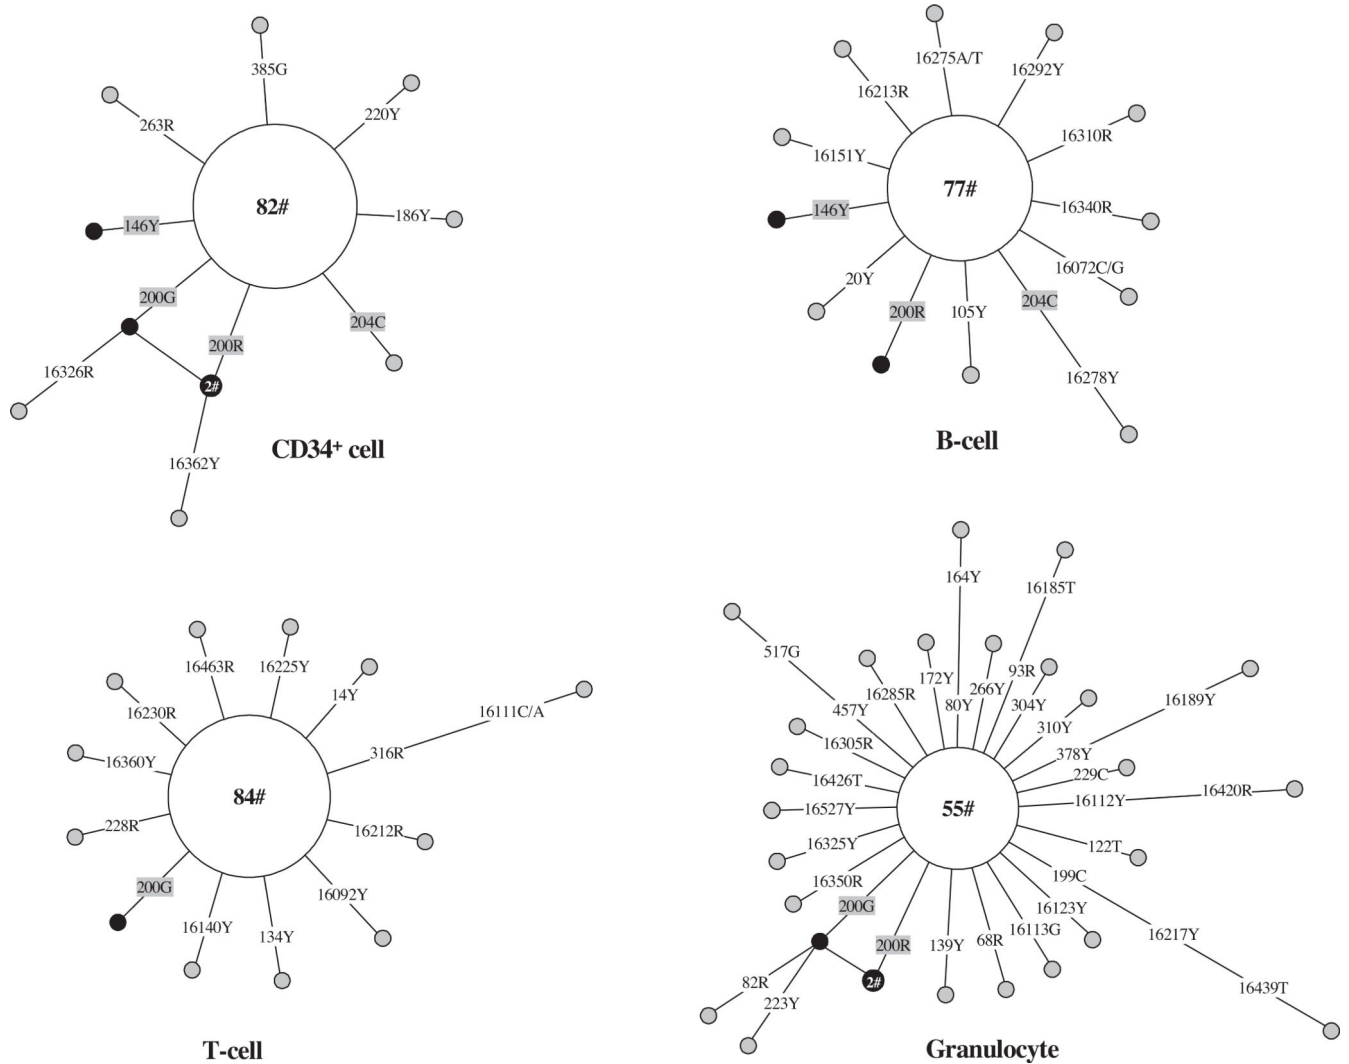 385G
220Y
263R
82#
186Y
146Y
200G
204C
200R
16326R
2#
16362Y
CD34+ cell
16275A/T
16292Y
16213R
16310R
16151Y
77#
146Y
16340R
20Y
16072C/G
200R
105Y
204C
16278Y
B-cell
16463R
16225Y
14Y
16230R
16111C/A
316R
16360Y
84#
228R
16212R
200G
16092Y
16140Y
134Y
T-cell
164Y
16185T
517G
172Y
93R
16285R
266Y
16189Y
457Y
80Y
304Y
310Y
16305R
378Y
229C
16426T
16420R
16112Y
16527Y
55#
16325Y
122T
199C
16350R
200G
16123Y
16113G
16217Y
200R
139Y
68R
82R
2#
223Y
16439T
Granulocyte